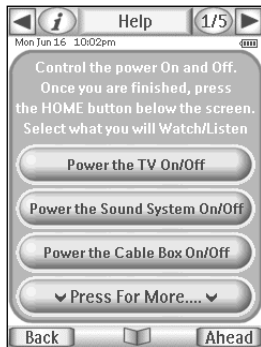 Help 1/5
Mon Jun 16 10:02pm
Control the power On and Off.
Once you are finished, press
the HOME button below the screen.
Select what you will Watch/Listen
Power the TV On/Off
Power the Sound System On/Off
Power the Cable Box On/Off
Press For More....
Back Ahead